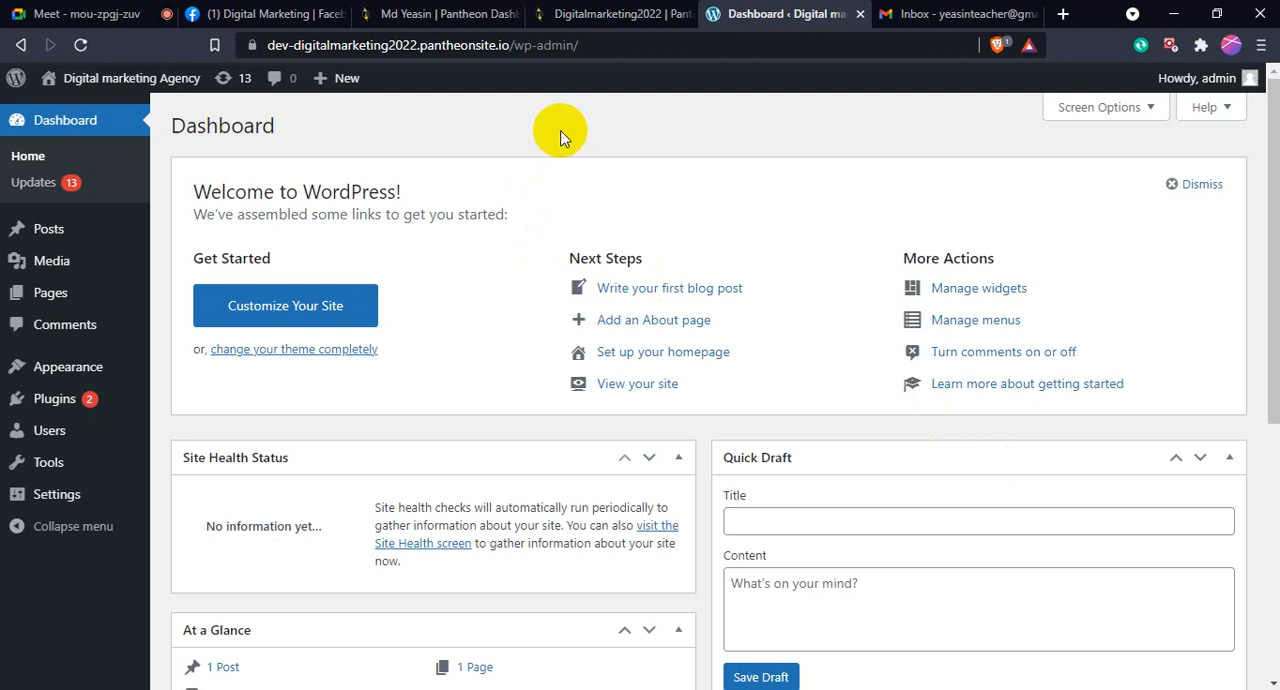 Meet - mou-zpgj-zuv
(1) Digital Marketing | Faceb
Md Yeasin | Pantheon Dashb
Digitalmarketing2022 | Pant
Dashboard ‹ Digital ma
Inbox - yeasinteacher@gma
dev-digitalmarketing2022.pantheonsite.io/wp-admin/
1
Digital marketing Agency
13
0
New
Howdy, admin
Dashboard
Home
Updates 13
Posts
Media
Pages
Comments
Appearance
Plugins 2
Users
Tools
Settings
Collapse menu
Screen Options
Help
Dashboard
Welcome to WordPress!
Dismiss
We've assembled some links to get you started:
Get Started
Customize Your Site
or, change your theme completely
Next Steps
Write your first blog post
Add an About page
Set up your homepage
View your site
More Actions
Manage widgets
Manage menus
Turn comments on or off
Learn more about getting started
Site Health Status
No information yet...
Site health checks will automatically run periodically to
gather information about your site. You can also visit the
Site Health screen to gather information about your site
now.
At a Glance
1 Post
1 Page
Quick Draft
Title
Content
What's on your mind?
Save Draft